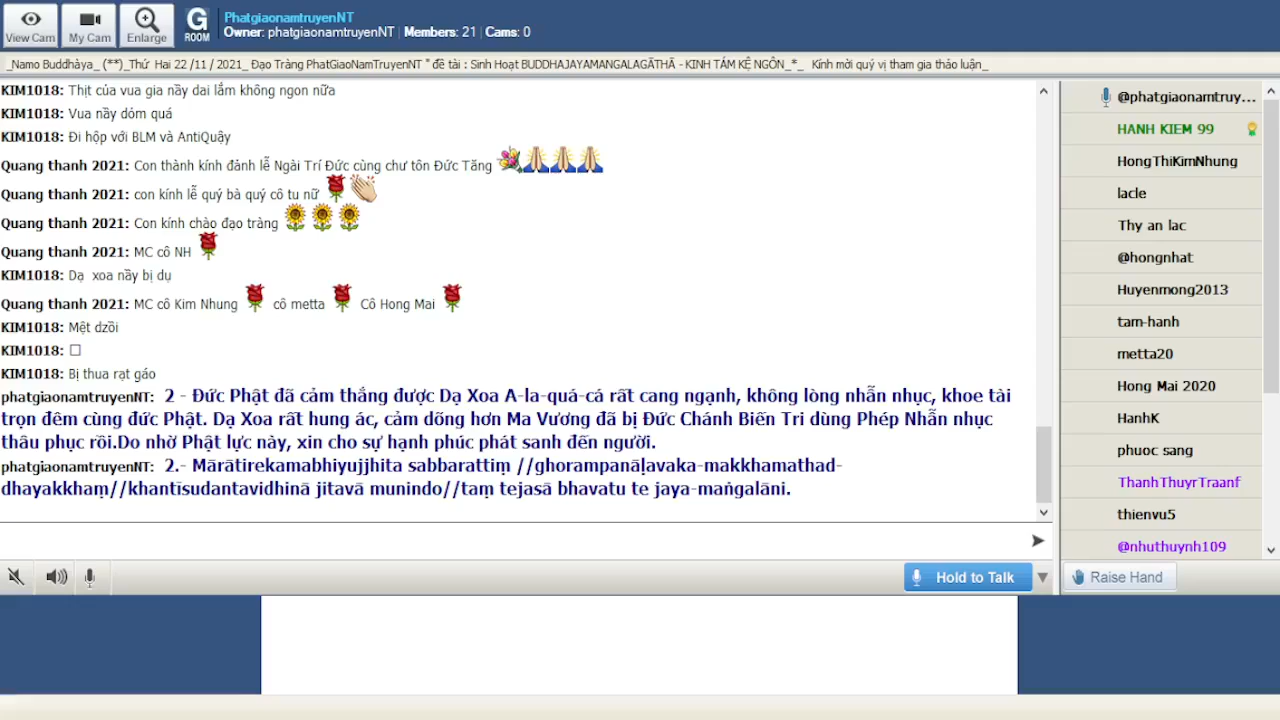 View Cam
My Cam
Enlarge
G
ROOM
PhatgiaonamtruyenNT
Owner: phatgiaonamtruyenNT | Members: 21 | Cams: 0
_Namo Buddhàya_ (**)_Thứ Hai 22 /11 / 2021_ Đạo Tràng PhatGiaoNamTruyenNT " đề tài : Sinh Hoạt BUDDHAJAYAMANGALAGĀTHĀ - KINH TÁM KỆ NGÔN_*_ Kính mời quý vị tham gia thảo luận_
KIM1018: Thịt của vua gia nầy dai lắm không ngon nữa
KIM1018: Vua nầy dỏm quá
KIM1018: Đi hộp với BLM và AntiQuậy
Quang thanh 2021: Con thành kính đảnh lễ Ngài Trí Đức cùng chư tôn Đức Tăng
Quang thanh 2021: con kính lễ quý bà quý cô tu nữ
Quang thanh 2021: Con kính chào đạo tràng
Quang thanh 2021: MC cô NH
KIM1018: Dạ xoa nầy bị dụ
Quang thanh 2021: MC cô Kim Nhung cô metta Cô Hong Mai
KIM1018: Mệt dzồi
KIM1018: □
KIM1018: Bị thua rạt gáo
phatgiaonamtruyenNT: 2 - Đức Phật đã cảm thắng được Dạ Xoa A-la-quá-cá rất cang ngạnh, không lòng nhẫn nhục, khoe tài
trọn đêm cùng đức Phật. Dạ Xoa rất hung ác, cảm dõng hơn Ma Vương đã bị Đức Chánh Biến Tri dùng Phép Nhẫn nhục
thâu phục rồi.Do nhờ Phật lực này, xin cho sự hạnh phúc phát sanh đến người.
phatgiaonamtruyenNT: 2.- Mārātirekamabhiyujjhita sabbarattiṃ //ghorampanāḷavaka-makkhamathad-
dhayakkhaṃ//khantīsudantavidhinā jitavā munindo//taṃ tejasā bhavatu te jaya-maṅgalāni.
Hold to Talk
@phatgiaonamtruy...
HANH KIEM 99
HongThiKimNhung
lacle
Thy an lac
@hongnhat
Huyenmong2013
tam-hanh
metta20
Hong Mai 2020
HanhK
phuoc sang
ThanhThuyrTraanf
thienvu5
@nhuthuynh109
Raise Hand